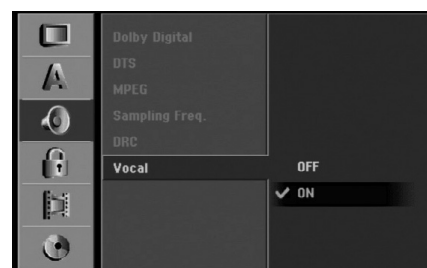 A
Dolby Digital
DTS
MPEG
Sampling Freq.
DRC
Vocal
OFF
ON